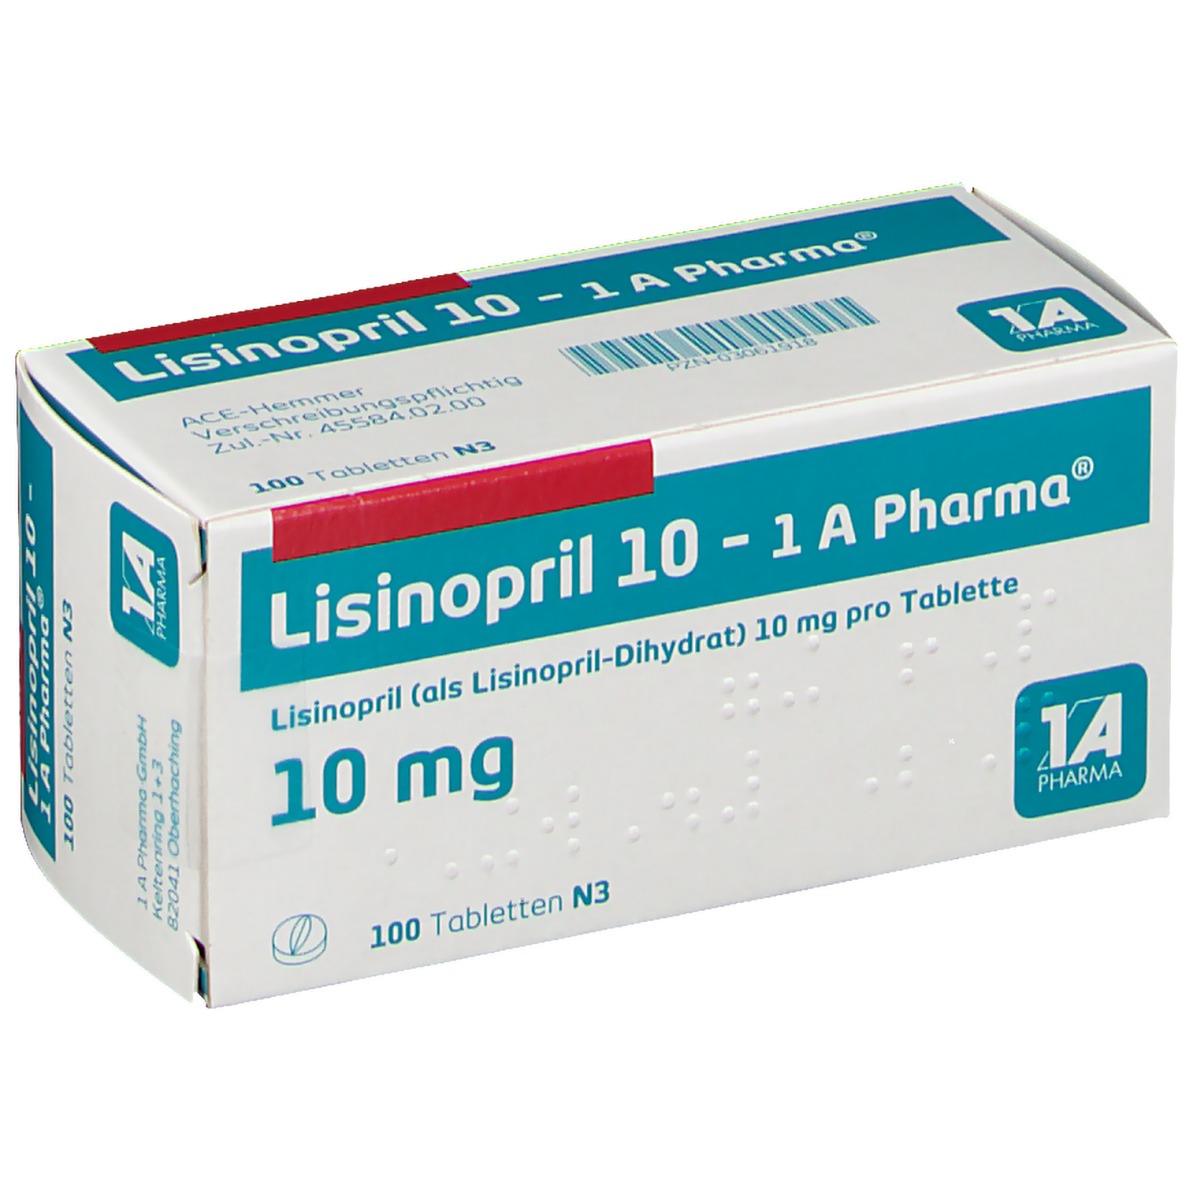 Lisinopril 10 - 1 A Pharma®
ACE-Hemmer
Verschreibungspflichtig
Zul.-Nr. 45584.02.00
100 Tabletten N3
PZN-03061918
1A
PHARMA
Lisinopril 10 - 1 A Pharma®
Lisinopril (als Lisinopril-Dihydrat) 10 mg pro Tablette
10 mg
100 Tabletten N3
1A
PHARMA
Lisinopril 10 -
1 A Pharma®
100 Tabletten N3
1A
PHARMA
1 A Pharma GmbH
Keltenring 1+3
82041 Oberhaching